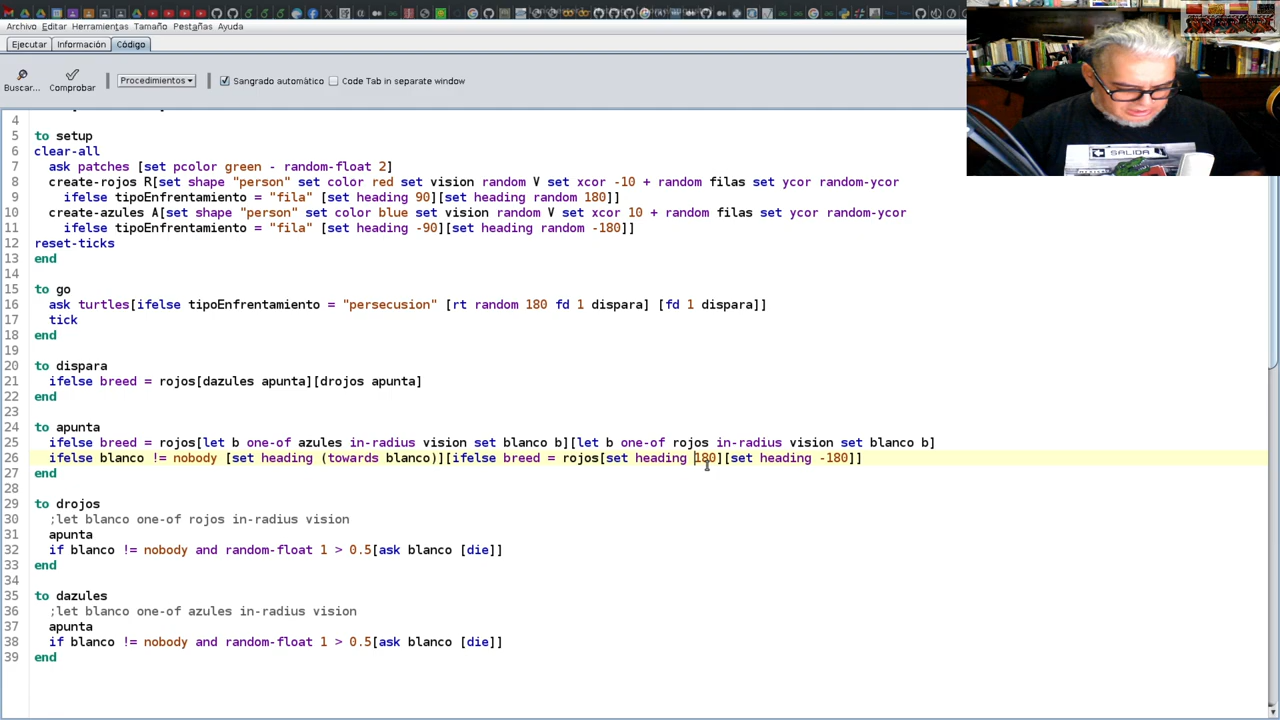 Archivo Editar Herramientas Tamaño Pestañas Ayuda
Ejecutar Información Código
Buscar... Comprobar Procedimientos Sangrado automático Code Tab in separate window
SALIDA
4
5 to setup
6 clear-all
7 ask patches [set pcolor green - random-float 2]
8 create-rojos R[set shape "person" set color red set vision random V set xcor -10 + random filas set ycor random-ycor
9 ifelse tipoEnfrentamiento = "fila" [set heading 90][set heading random 180]]
10 create-azules A[set shape "person" set color blue set vision random V set xcor 10 + random filas set ycor random-ycor
11 ifelse tipoEnfrentamiento = "fila" [set heading -90][set heading random -180]]
12 reset-ticks
13 end
14
15 to go
16 ask turtles[ifelse tipoEnfrentamiento = "persecusion" [rt random 180 fd 1 dispara] [fd 1 dispara]]
17 tick
18 end
19
20 to dispara
21 ifelse breed = rojos[dazules apunta][drojos apunta]
22 end
23
24 to apunta
25 ifelse breed = rojos[let b one-of azules in-radius vision set blanco b][let b one-of rojos in-radius vision set blanco b]
26 ifelse blanco != nobody [set heading (towards blanco)][ifelse breed = rojos[set heading 180][set heading -180]]
27 end
28
29 to drojos
30 ;let blanco one-of rojos in-radius vision
31 apunta
32 if blanco != nobody and random-float 1 > 0.5[ask blanco [die]]
33 end
34
35 to dazules
36 ;let blanco one-of azules in-radius vision
37 apunta
38 if blanco != nobody and random-float 1 > 0.5[ask blanco [die]]
39 end